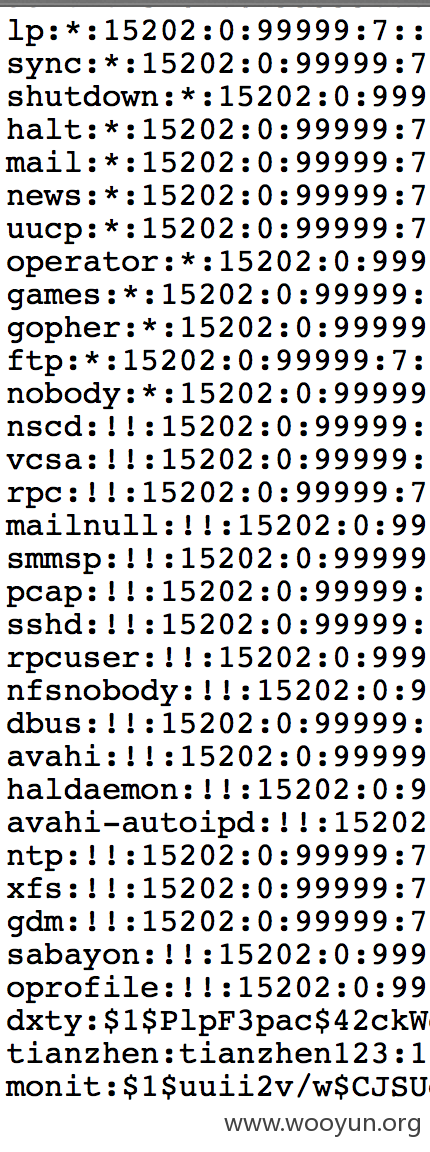 lp:*:15202:0:99999:7::
sync:*:15202:0:99999:7
shutdown:*:15202:0:999
halt:*:15202:0:99999:7
mail:*:15202:0:99999:7
news:*:15202:0:99999:7
uucp:*:15202:0:99999:7
operator:*:15202:0:999
games:*:15202:0:99999:
gopher:*:15202:0:99999
ftp:*:15202:0:99999:7:
nobody:*:15202:0:99999
nscd:!!:15202:0:99999:
vcsa:!!:15202:0:99999:
rpc:!!:15202:0:99999:7
mailnull:!!:15202:0:99
smmsp:!!:15202:0:99999
pcap:!!:15202:0:99999:
sshd:!!:15202:0:99999:
rpcuser:!!:15202:0:999
nfsnobody:!!:15202:0:9
dbus:!!:15202:0:99999:
avahi:!!:15202:0:99999
haldaemon:!!:15202:0:9
avahi-autoipd:!!:15202
ntp:!!:15202:0:99999:7
xfs:!!:15202:0:99999:7
gdm:!!:15202:0:99999:7
sabayon:!!:15202:0:999
oprofile:!!:15202:0:99
dxty:$1$PlpF3pac$42ckW
tianzhen:tianzhen123:1
monit:$1$uuii2v/w$CJSU
www.wooyun.org